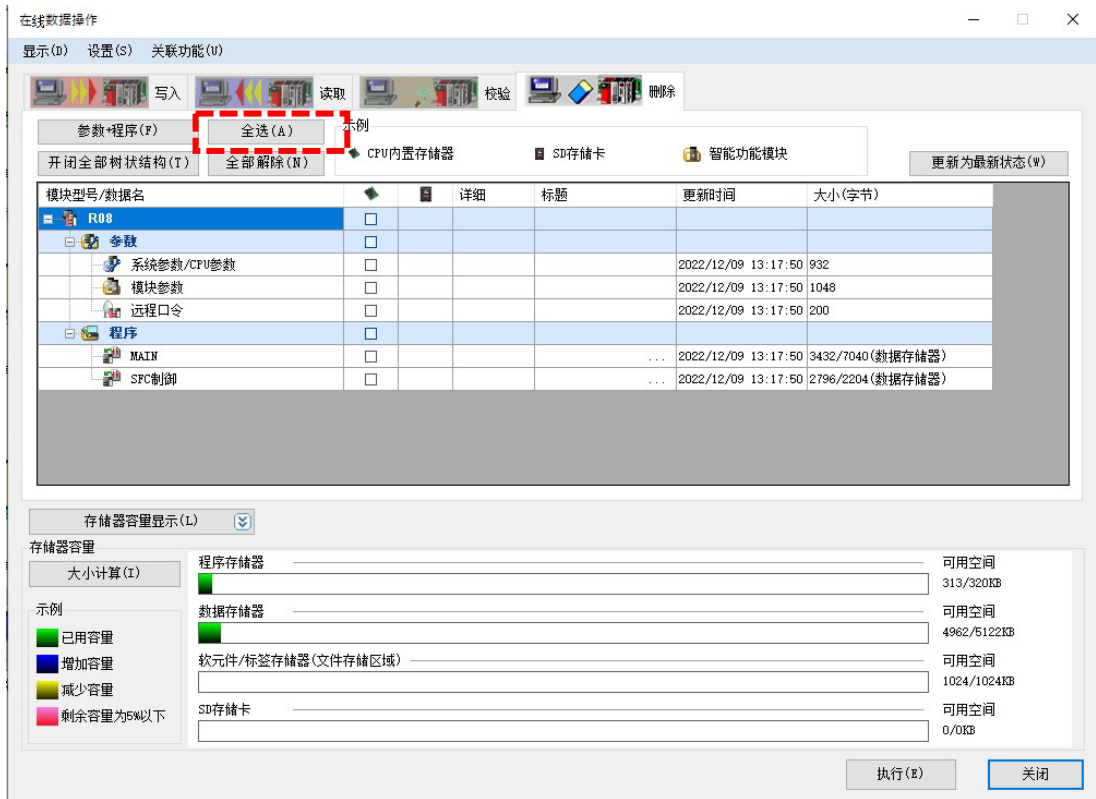 在线数据操作
显示(D) 设置(S) 关联功能(U)
写入 读取 校验 删除
参数+程序(F) 全选(A) 示例
开闭全部树状结构(T) 全部解除(N) CPU内置存储器 SD存储卡 智能功能模块 更新为最新状态(W)
模块型号/数据名 详细 标题 更新时间 大小(字节)
R08
参数
系统参数/CPU参数 2022/12/09 13:17:50 932
模块参数 2022/12/09 13:17:50 1048
远程口令 2022/12/09 13:17:50 200
程序
MAIN ... 2022/12/09 13:17:50 3432/7040(数据存储器)
SFC制御 ... 2022/12/09 13:17:50 2796/2204(数据存储器)
存储器容量显示(L)
存储器容量
大小计算(I) 程序存储器 可用空间
313/320KB
示例 数据存储器 可用空间
已用容量 4962/5122KB
增加容量 软元件/标签存储器(文件存储区域) 可用空间
1024/1024KB
减少容量
剩余容量为5%以下 SD存储卡 可用空间
0/0KB
执行(E) 关闭